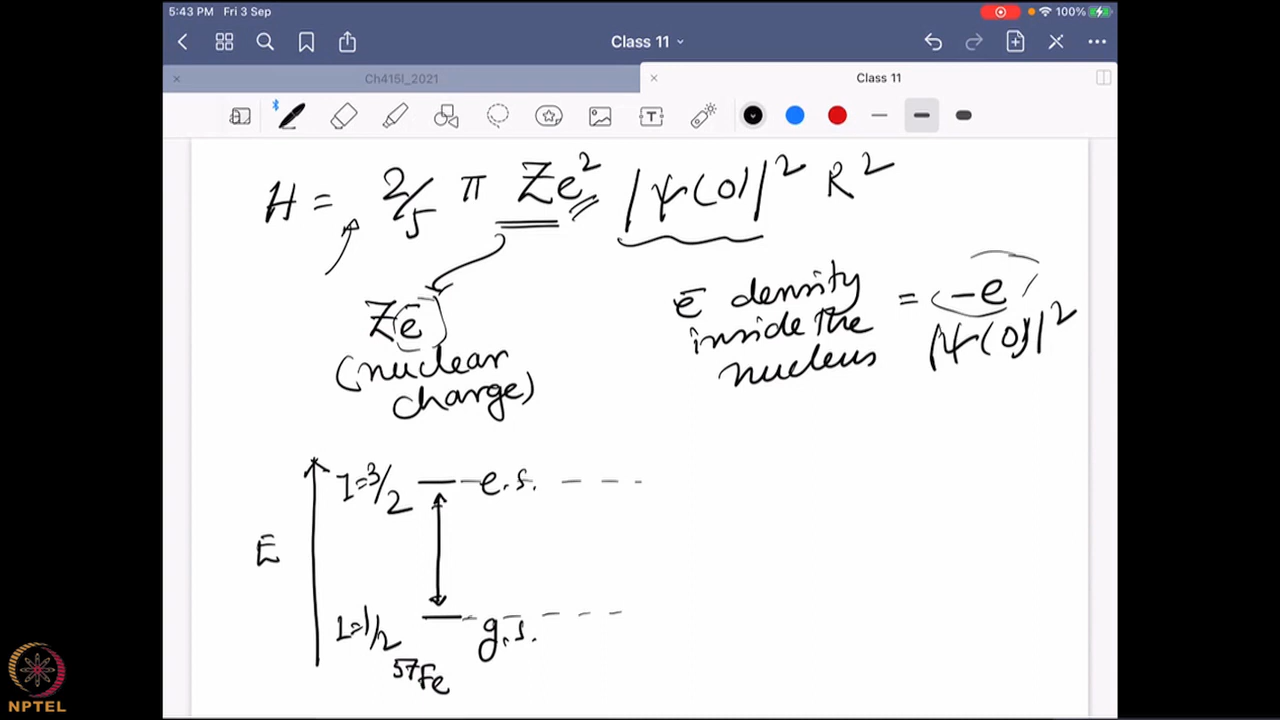 5:43 PM Fri 3 Sep
100%
Class 11
Ch415I_2021
Class 11
T
H = 2/5 π Ze² |ψ(0)|² R²
Ze
(nuclear charge)
e̅ density inside the nucleus = -e |ψ(0)|²
E
I=3/2 e.s.
I=1/2 g.s.
⁵⁷Fe
NPTEL